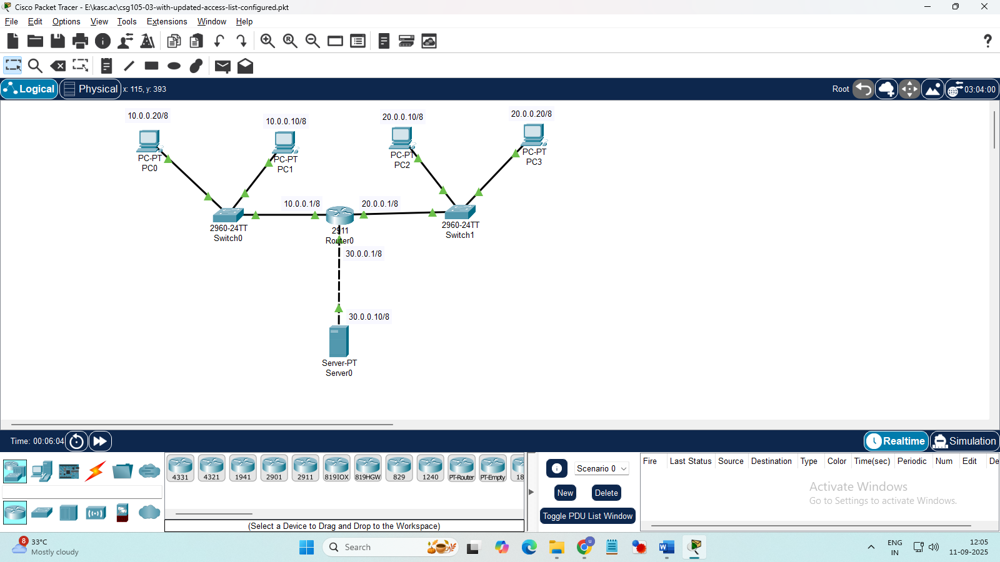 Cisco Packet Tracer - E:\kasc.ac\csg105-03-with-updated-access-list-configured.pkt
File Edit Options View Tools Extensions Window Help
Logical Physical x: 115, y: 393 Root 03:04:00
10.0.0.20/8
10.0.0.10/8
20.0.0.10/8
20.0.0.20/8
PC-PT
PC0
PC-PT
PC1
PC-PT
PC2
PC-PT
PC3
10.0.0.1/8
20.0.0.1/8
2960-24TT
Switch0
2911
Router0
2960-24TT
Switch1
30.0.0.1/8
30.0.0.10/8
Server-PT
Server0
Time: 00:06:04 Realtime Simulation
4331 4321 1941 2901 2911 819IOX 819HGW 829 1240 PT-Router PT-Empty 18
(Select a Device to Drag and Drop to the Workspace)
Scenario 0
New Delete
Toggle PDU List Window
Fire Last Status Source Destination Type Color Time(sec) Periodic Num Edit De
Activate Windows
Go to Settings to activate Windows.
8
33°C
Mostly cloudy
Search
u
W
ENG
IN
12:05
11-09-2025